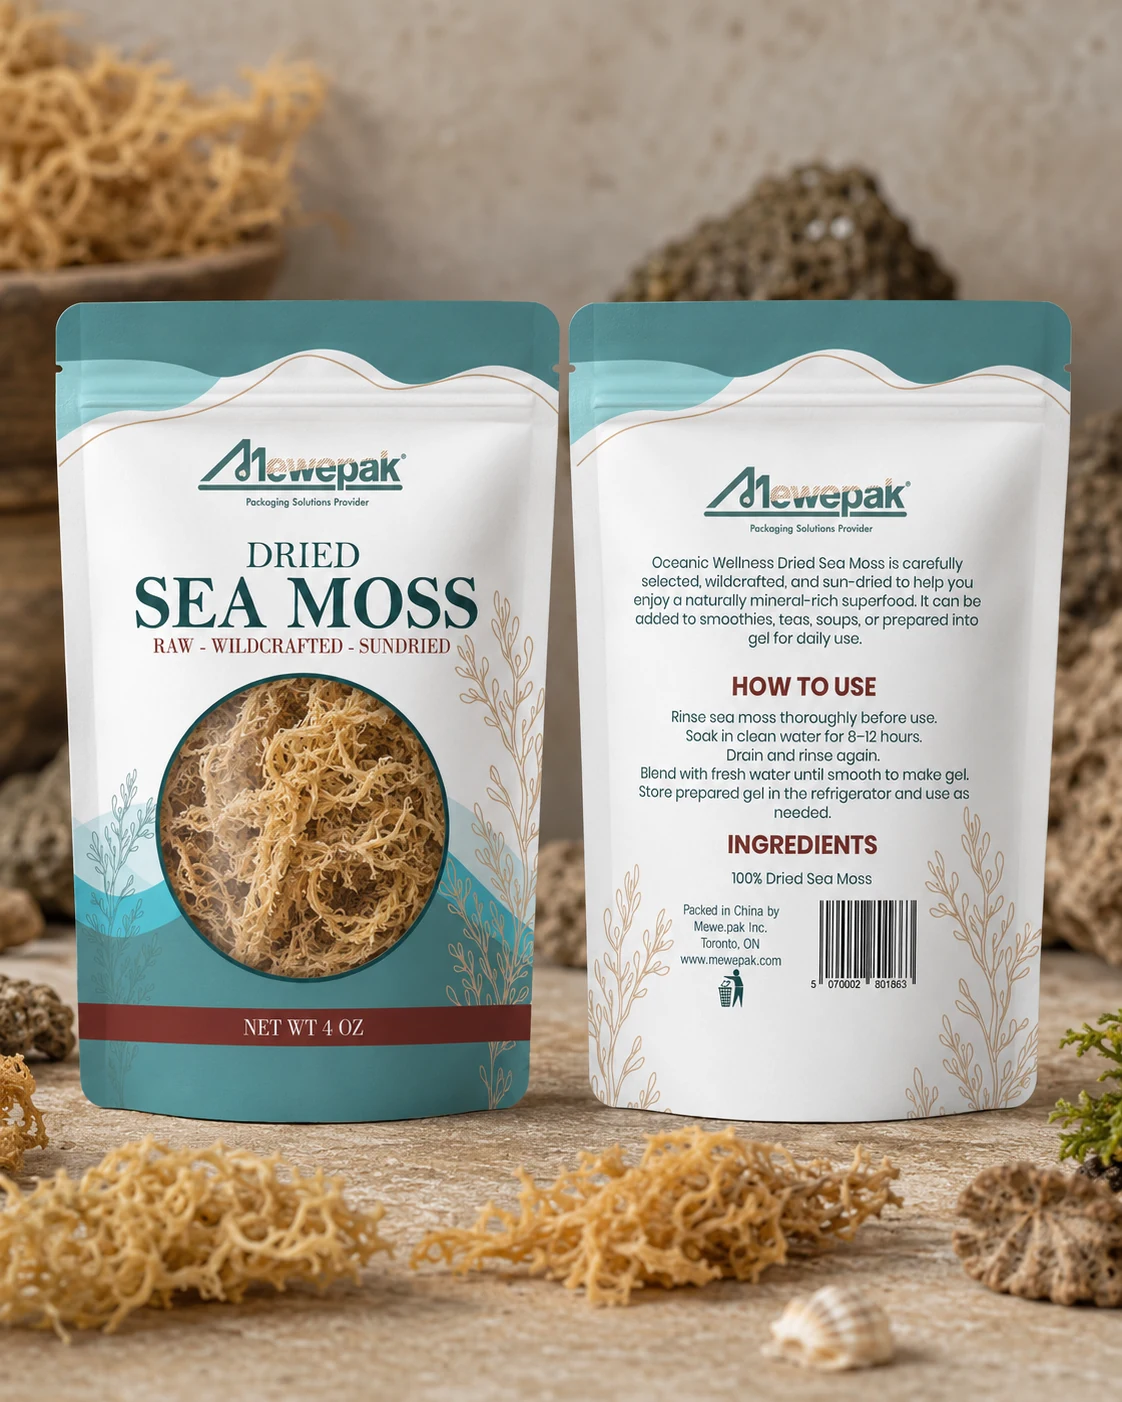 Mewepak®
Packaging Solutions Provider
DRIED
SEA MOSS
RAW - WILDCRAFTED - SUNDRIED
NET WT 4 OZ
Mewepak®
Packaging Solutions Provider
Oceanic Wellness Dried Sea Moss is carefully
selected, wildcrafted, and sun-dried to help you
enjoy a naturally mineral-rich superfood. It can be
added to smoothies, teas, soups, or prepared into
gel for daily use.
HOW TO USE
Rinse sea moss thoroughly before use.
Soak in clean water for 8–12 hours.
Drain and rinse again.
Blend with fresh water until smooth to make gel.
Store prepared gel in the refrigerator and use as
needed.
INGREDIENTS
100% Dried Sea Moss
Packed in China by
Mewe.pak Inc.
Toronto, ON
www.mewepak.com
5 070002 801863